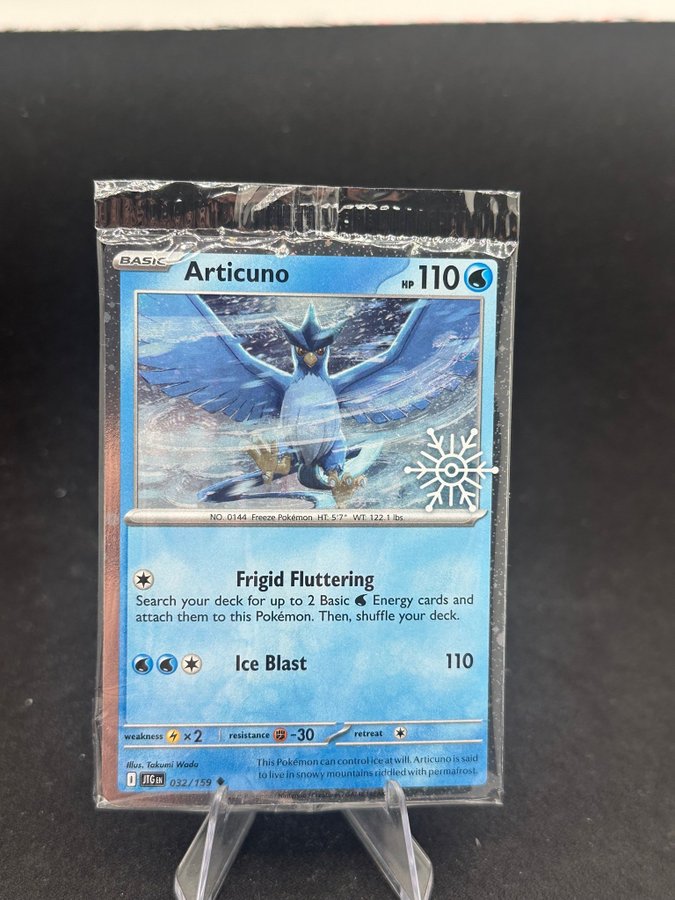 BASIC Articuno HP 110
NO. 0144 Freeze Pokémon HT: 5'7" WT: 122.1 lbs.
Frigid Fluttering
Search your deck for up to 2 Basic Energy cards and
attach them to this Pokémon. Then, shuffle your deck.
Ice Blast 110
weakness ×2 resistance -30 retreat
Illus. Takumi Wada
This Pokémon can control ice at will. Articuno is said
to live in snowy mountains riddled with permafrost.
I JTG EN 032/159